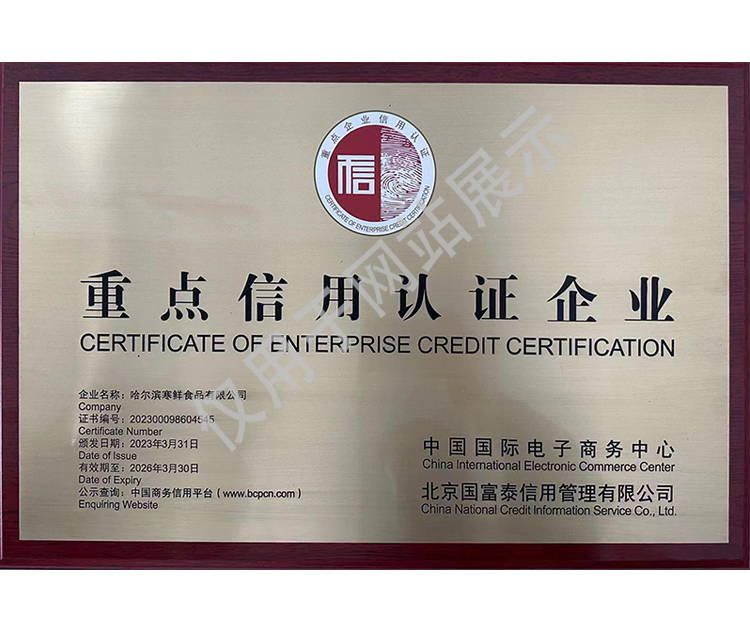 重点企业信用认证
信
CERTIFICATE OF ENTERPRISE CREDIT CERTIFICATION
重点信用认证企业
CERTIFICATE OF ENTERPRISE CREDIT CERTIFICATION
企业名称：哈尔滨寒鲜食品有限公司
Company
证书编号：202300098604545
Certificate Number
颁发日期：2023年3月31日
Date of Issue
有效期至：2026年3月30日
Date of Expiry
公示查询：中国商务信用平台（www.bcpcn.com）
Enquiring Website
中国国际电子商务中心
China International Electronic Commerce Center
北京国富泰信用管理有限公司
China National Credit Information Service Co., Ltd.
仅用于网站展示